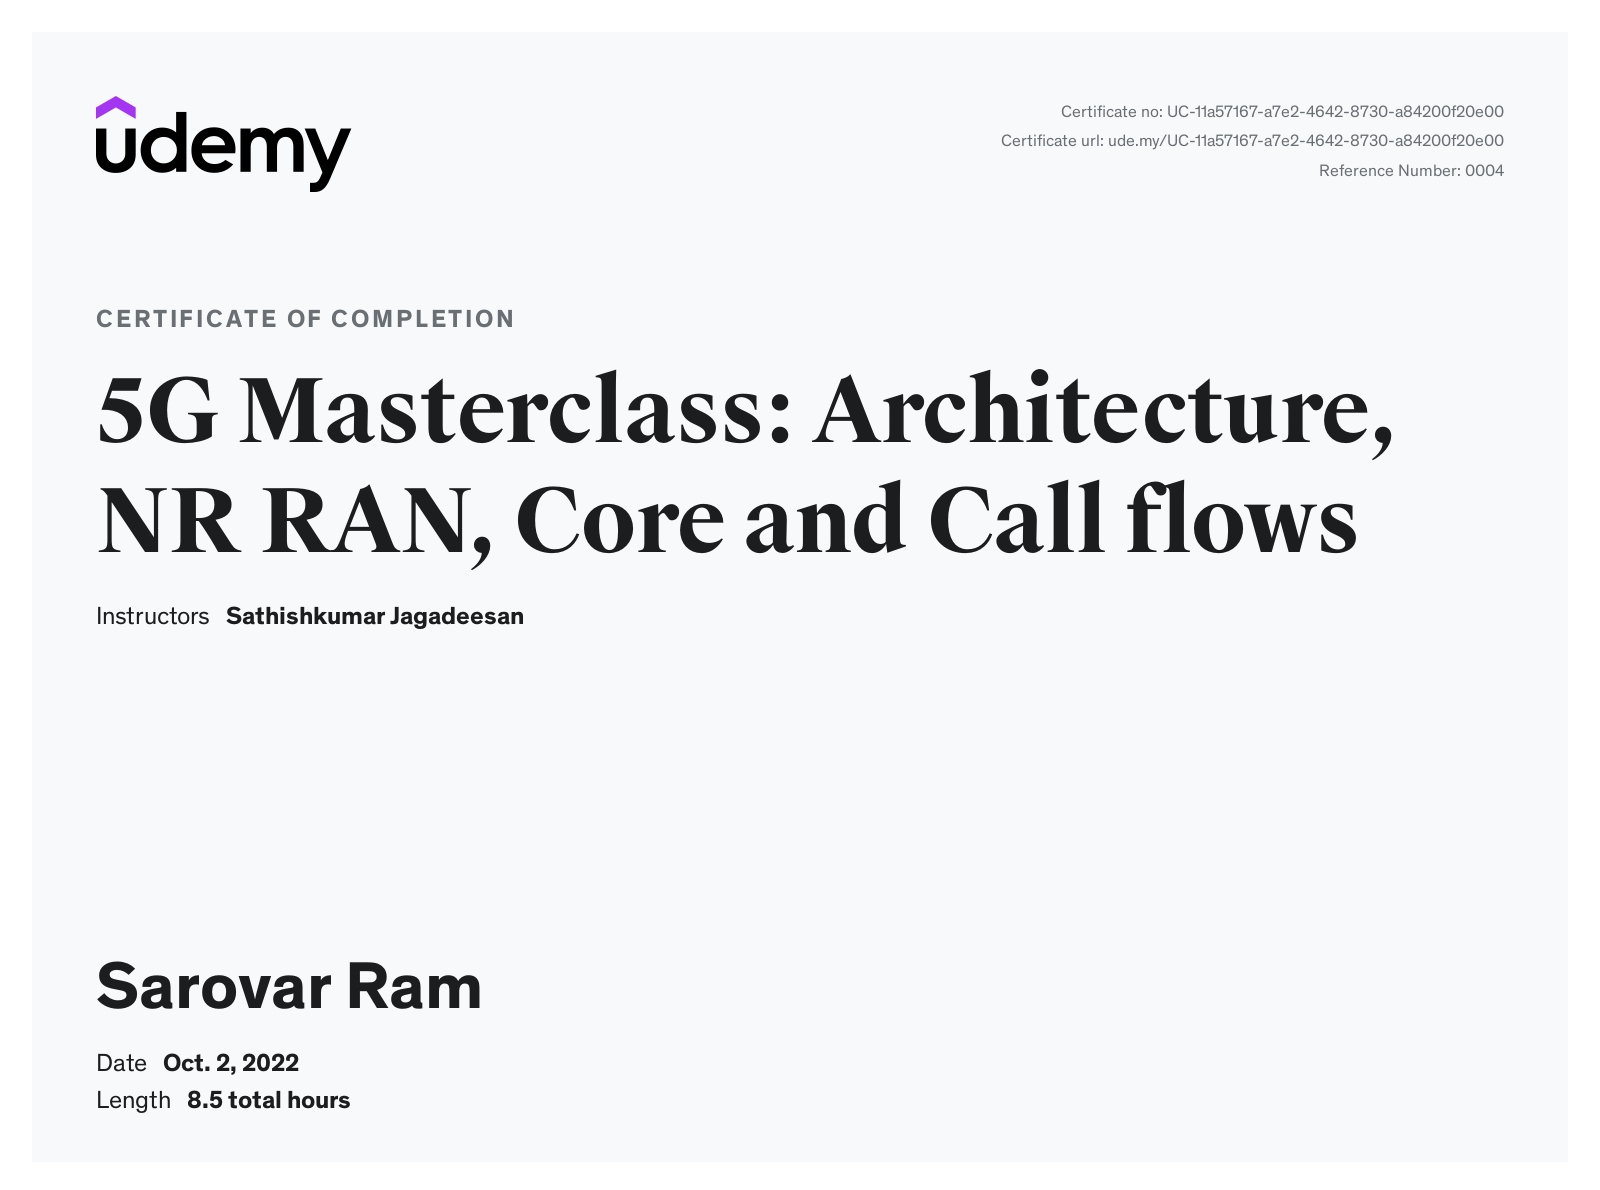 udemy
Certificate no: UC-11a57167-a7e2-4642-8730-a84200f20e00
Certificate url: ude.my/UC-11a57167-a7e2-4642-8730-a84200f20e00
Reference Number: 0004
CERTIFICATE OF COMPLETION
5G Masterclass: Architecture,
NR RAN, Core and Call flows
Instructors Sathishkumar Jagadeesan
Sarovar Ram
Date Oct. 2, 2022
Length 8.5 total hours